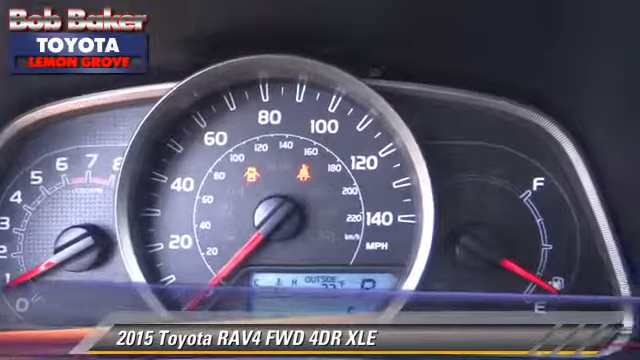 Bob Baker
TOYOTA
LEMON GROVE
0
1
2
3
4
5
6
7
8
20
40
60
80
100
120
140
MPH
20
40
60
80
100
120
140
160
180
200
220
km/h
F
E
C
H
OUTSIDE
°F
P
2015 Toyota RAV4 FWD 4DR XLE